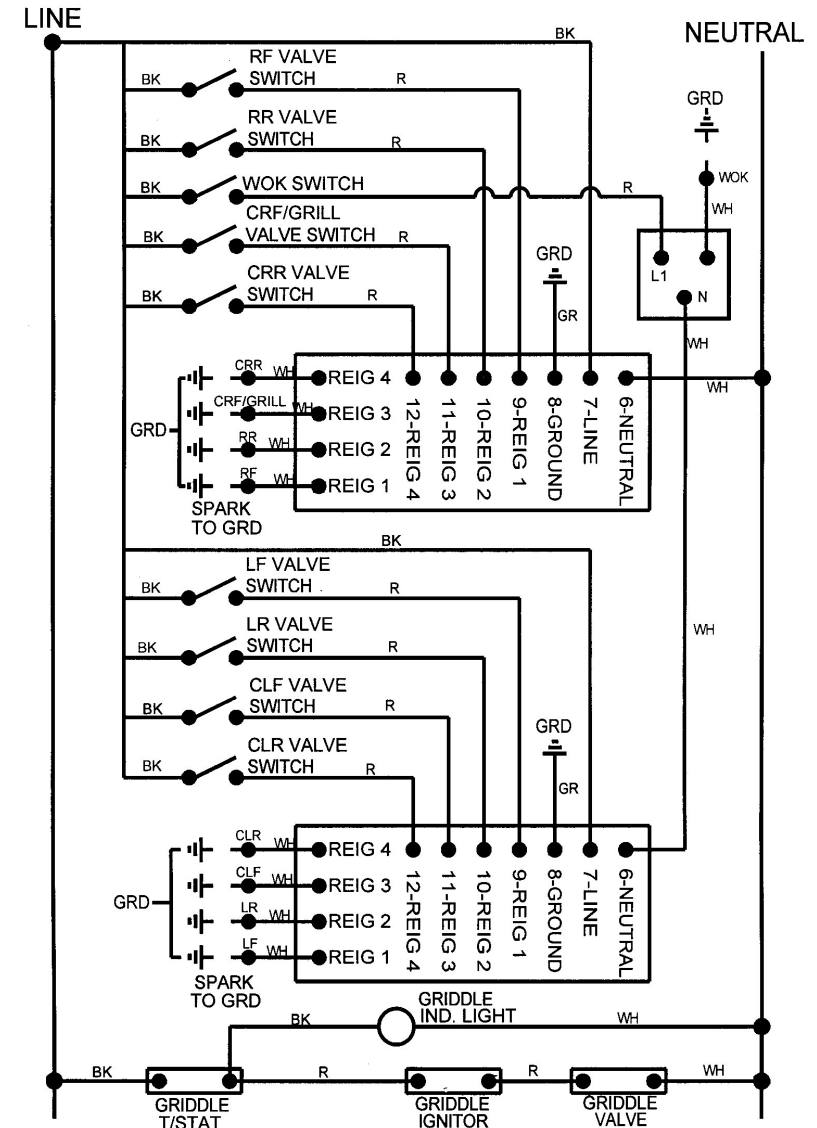 LINE
NEUTRAL
BK
RF VALVE
SWITCH
BK
R
GRD
RR VALVE
SWITCH
BK
R
WOK
WOK SWITCH
BK
R
WH
CRF/GRILL
VALVE SWITCH
BK
R
GRD
L1
N
CRR VALVE
SWITCH
BK
R
GR
WH
CRR
WH
REIG 4
WH
CRF/GRILL
WH
REIG 3
GRD
RR
WH
REIG 2
RF
WH
REIG 1
SPARK
TO GRD
12-REIG 4
11-REIG 3
10-REIG 2
9-REIG 1
8-GROUND
7-LINE
6-NEUTRAL
BK
LF VALVE
SWITCH
BK
R
WH
LR VALVE
SWITCH
BK
R
CLF VALVE
SWITCH
BK
R
GRD
CLR VALVE
SWITCH
BK
R
GR
CLR
WH
REIG 4
CLF
WH
REIG 3
GRD
LR
WH
REIG 2
LF
WH
REIG 1
SPARK
TO GRD
12-REIG 4
11-REIG 3
10-REIG 2
9-REIG 1
8-GROUND
7-LINE
6-NEUTRAL
GRIDDLE
IND. LIGHT
BK
WH
BK
R
R
WH
GRIDDLE
T/STAT
GRIDDLE
IGNITOR
GRIDDLE
VALVE